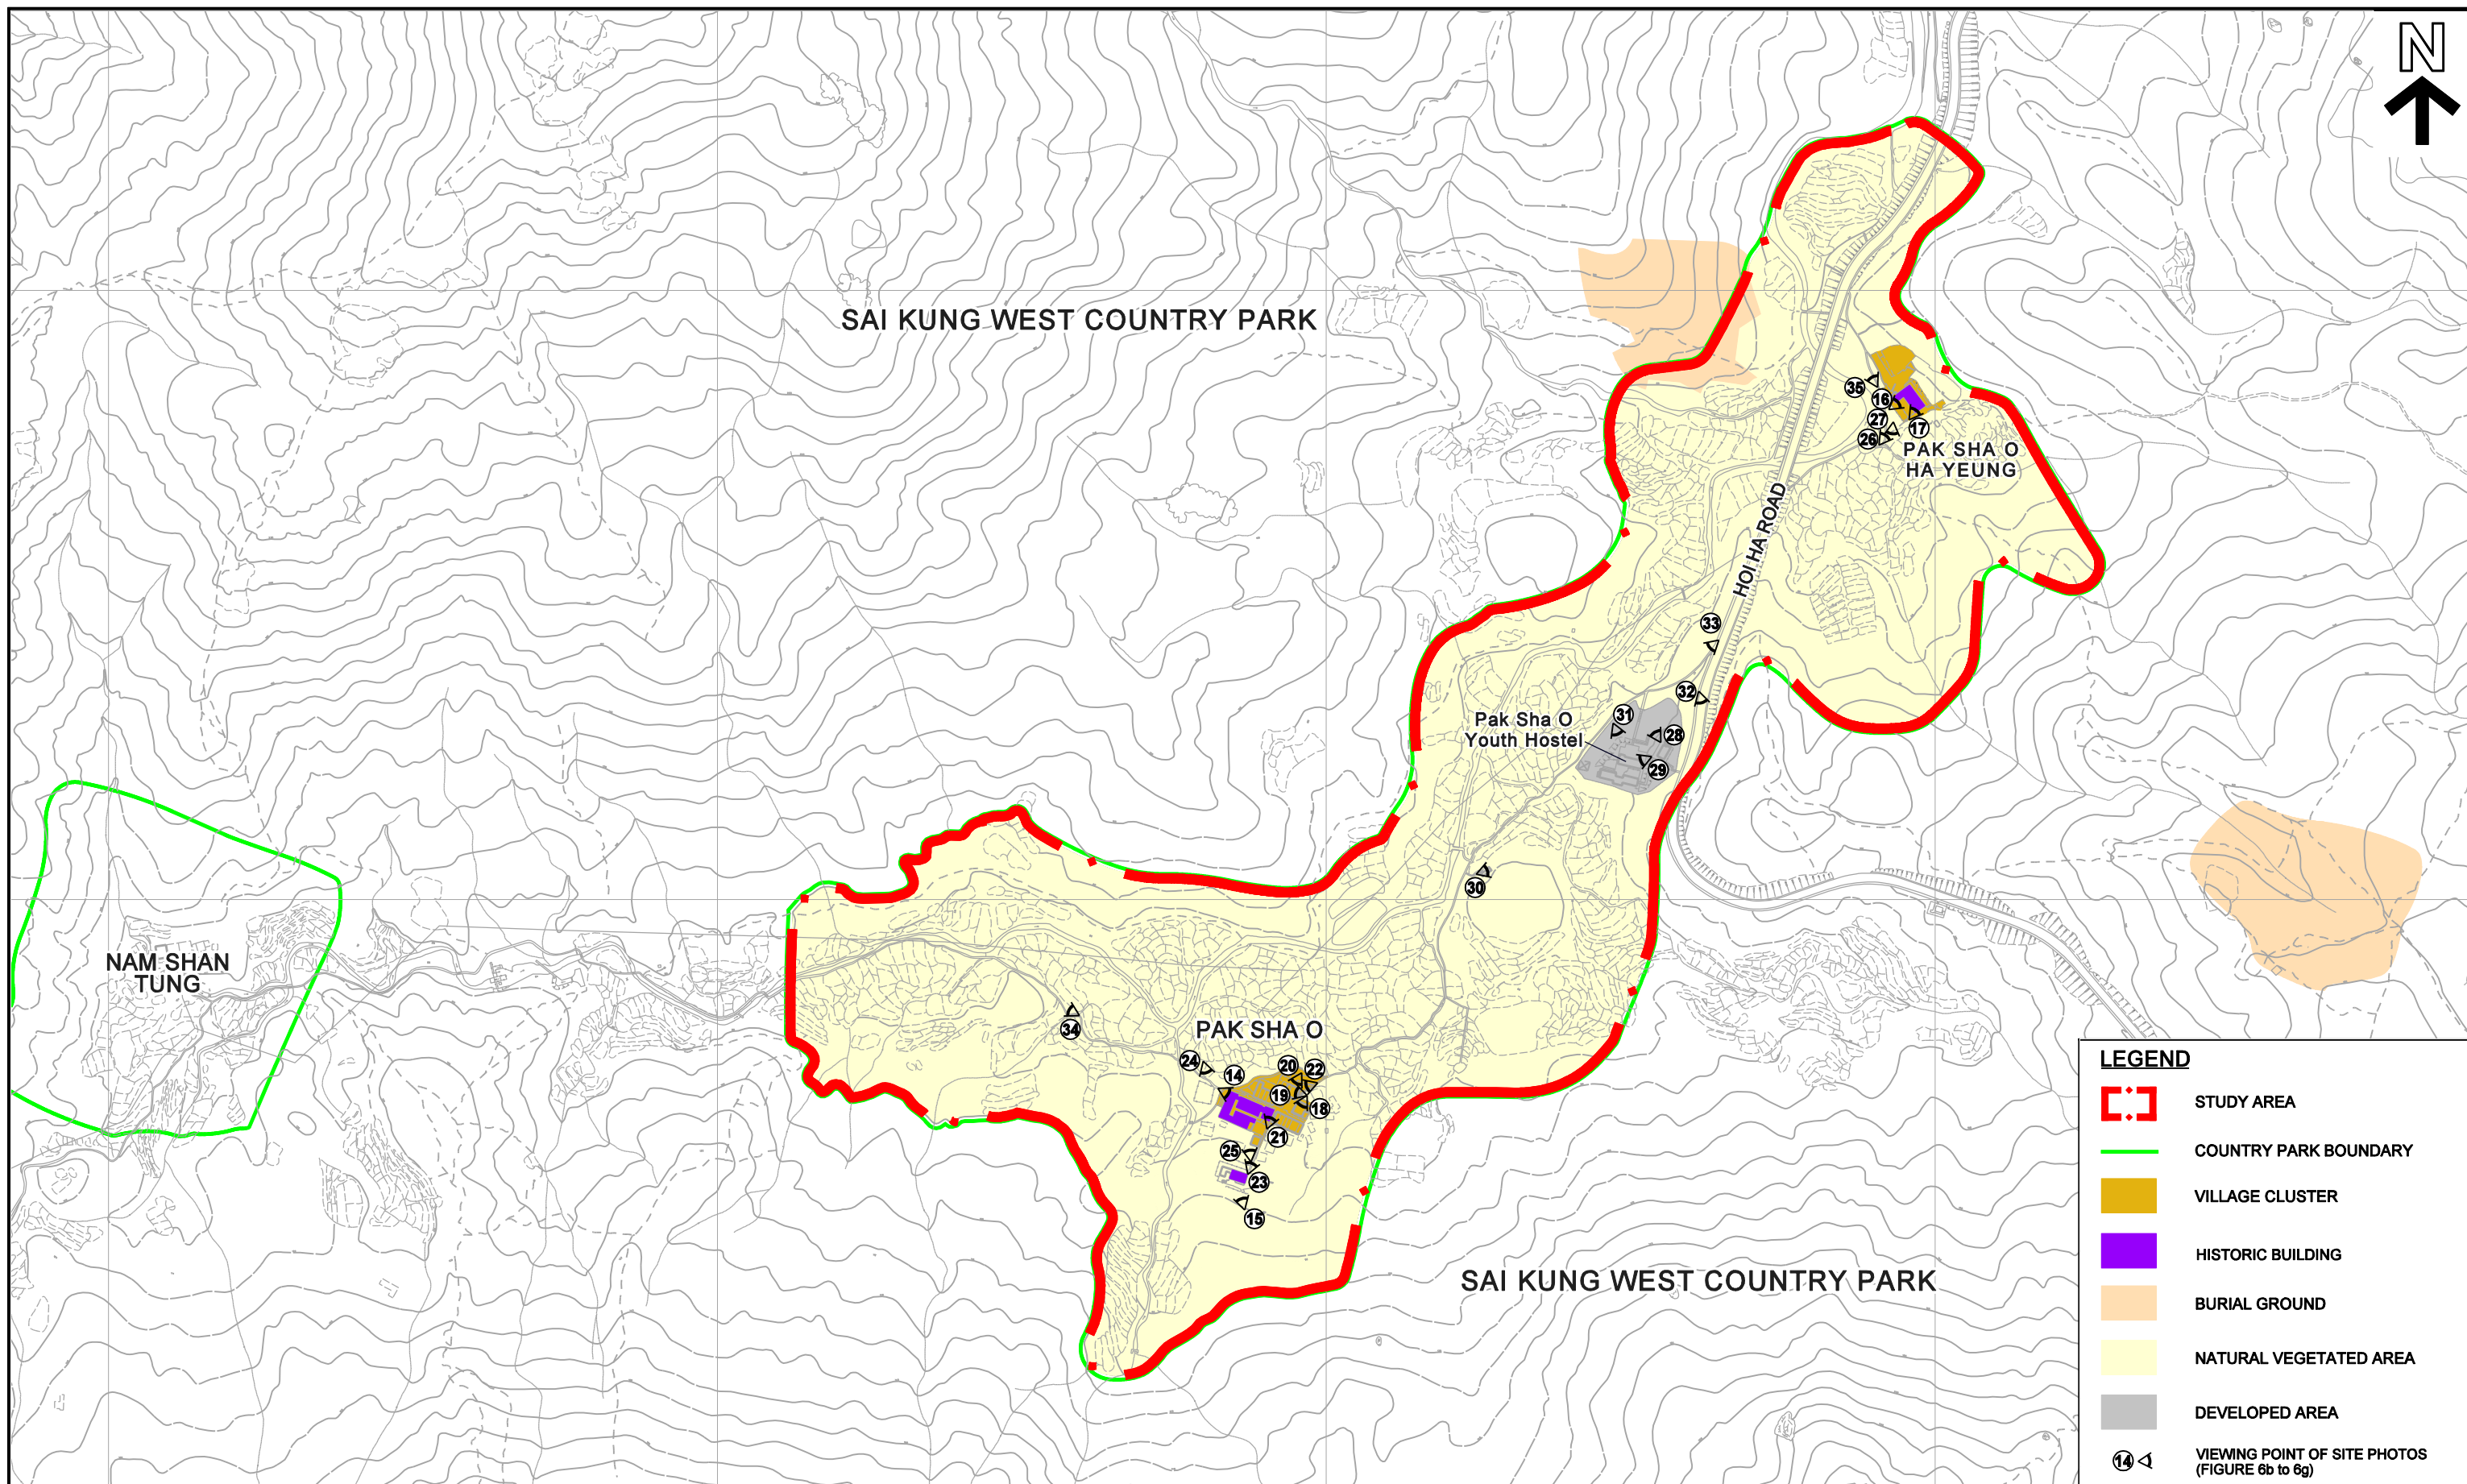 N
SAI KUNG WEST COUNTRY PARK
35
16
27
26
17
PAK SHA O
HA YEUNG
HOI HA ROAD
33
32
31
Pak Sha O
Youth Hostel
28
29
30
NAM SHAN
TUNG
34
PAK SHA O
24
14
20
22
19
18
21
25
23
15
SAI KUNG WEST COUNTRY PARK
LEGEND
STUDY AREA
COUNTRY PARK BOUNDARY
VILLAGE CLUSTER
HISTORIC BUILDING
BURIAL GROUND
NATURAL VEGETATED AREA
DEVELOPED AREA
14 VIEWING POINT OF SITE PHOTOS
(FIGURE 6b to 6g)